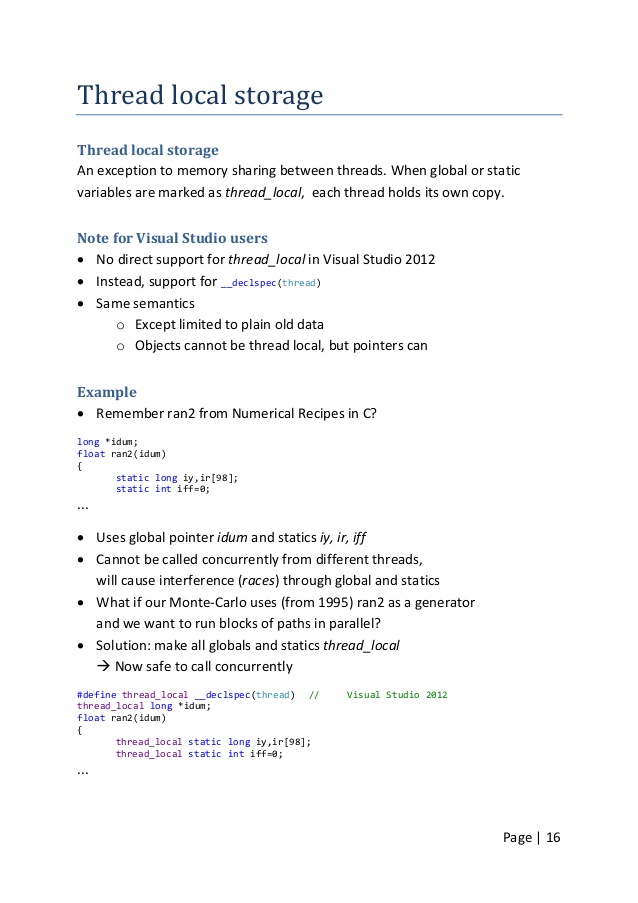 Thread local storage
Thread local storage
An exception to memory sharing between threads. When global or static
variables are marked as thread_local, each thread holds its own copy.
Note for Visual Studio users
• No direct support for thread_local in Visual Studio 2012
• Instead, support for __declspec(thread)
• Same semantics
o Except limited to plain old data
o Objects cannot be thread local, but pointers can
Example
• Remember ran2 from Numerical Recipes in C?
long *idum;
float ran2(idum)
{
static long iy,ir[98];
static int iff=0;
...
• Uses global pointer idum and statics iy, ir, iff
• Cannot be called concurrently from different threads,
will cause interference (races) through global and statics
• What if our Monte-Carlo uses (from 1995) ran2 as a generator
and we want to run blocks of paths in parallel?
• Solution: make all globals and statics thread_local
→ Now safe to call concurrently
#define thread_local __declspec(thread) // Visual Studio 2012
thread_local long *idum;
float ran2(idum)
{
thread_local static long iy,ir[98];
thread_local static int iff=0;
...
Page | 16